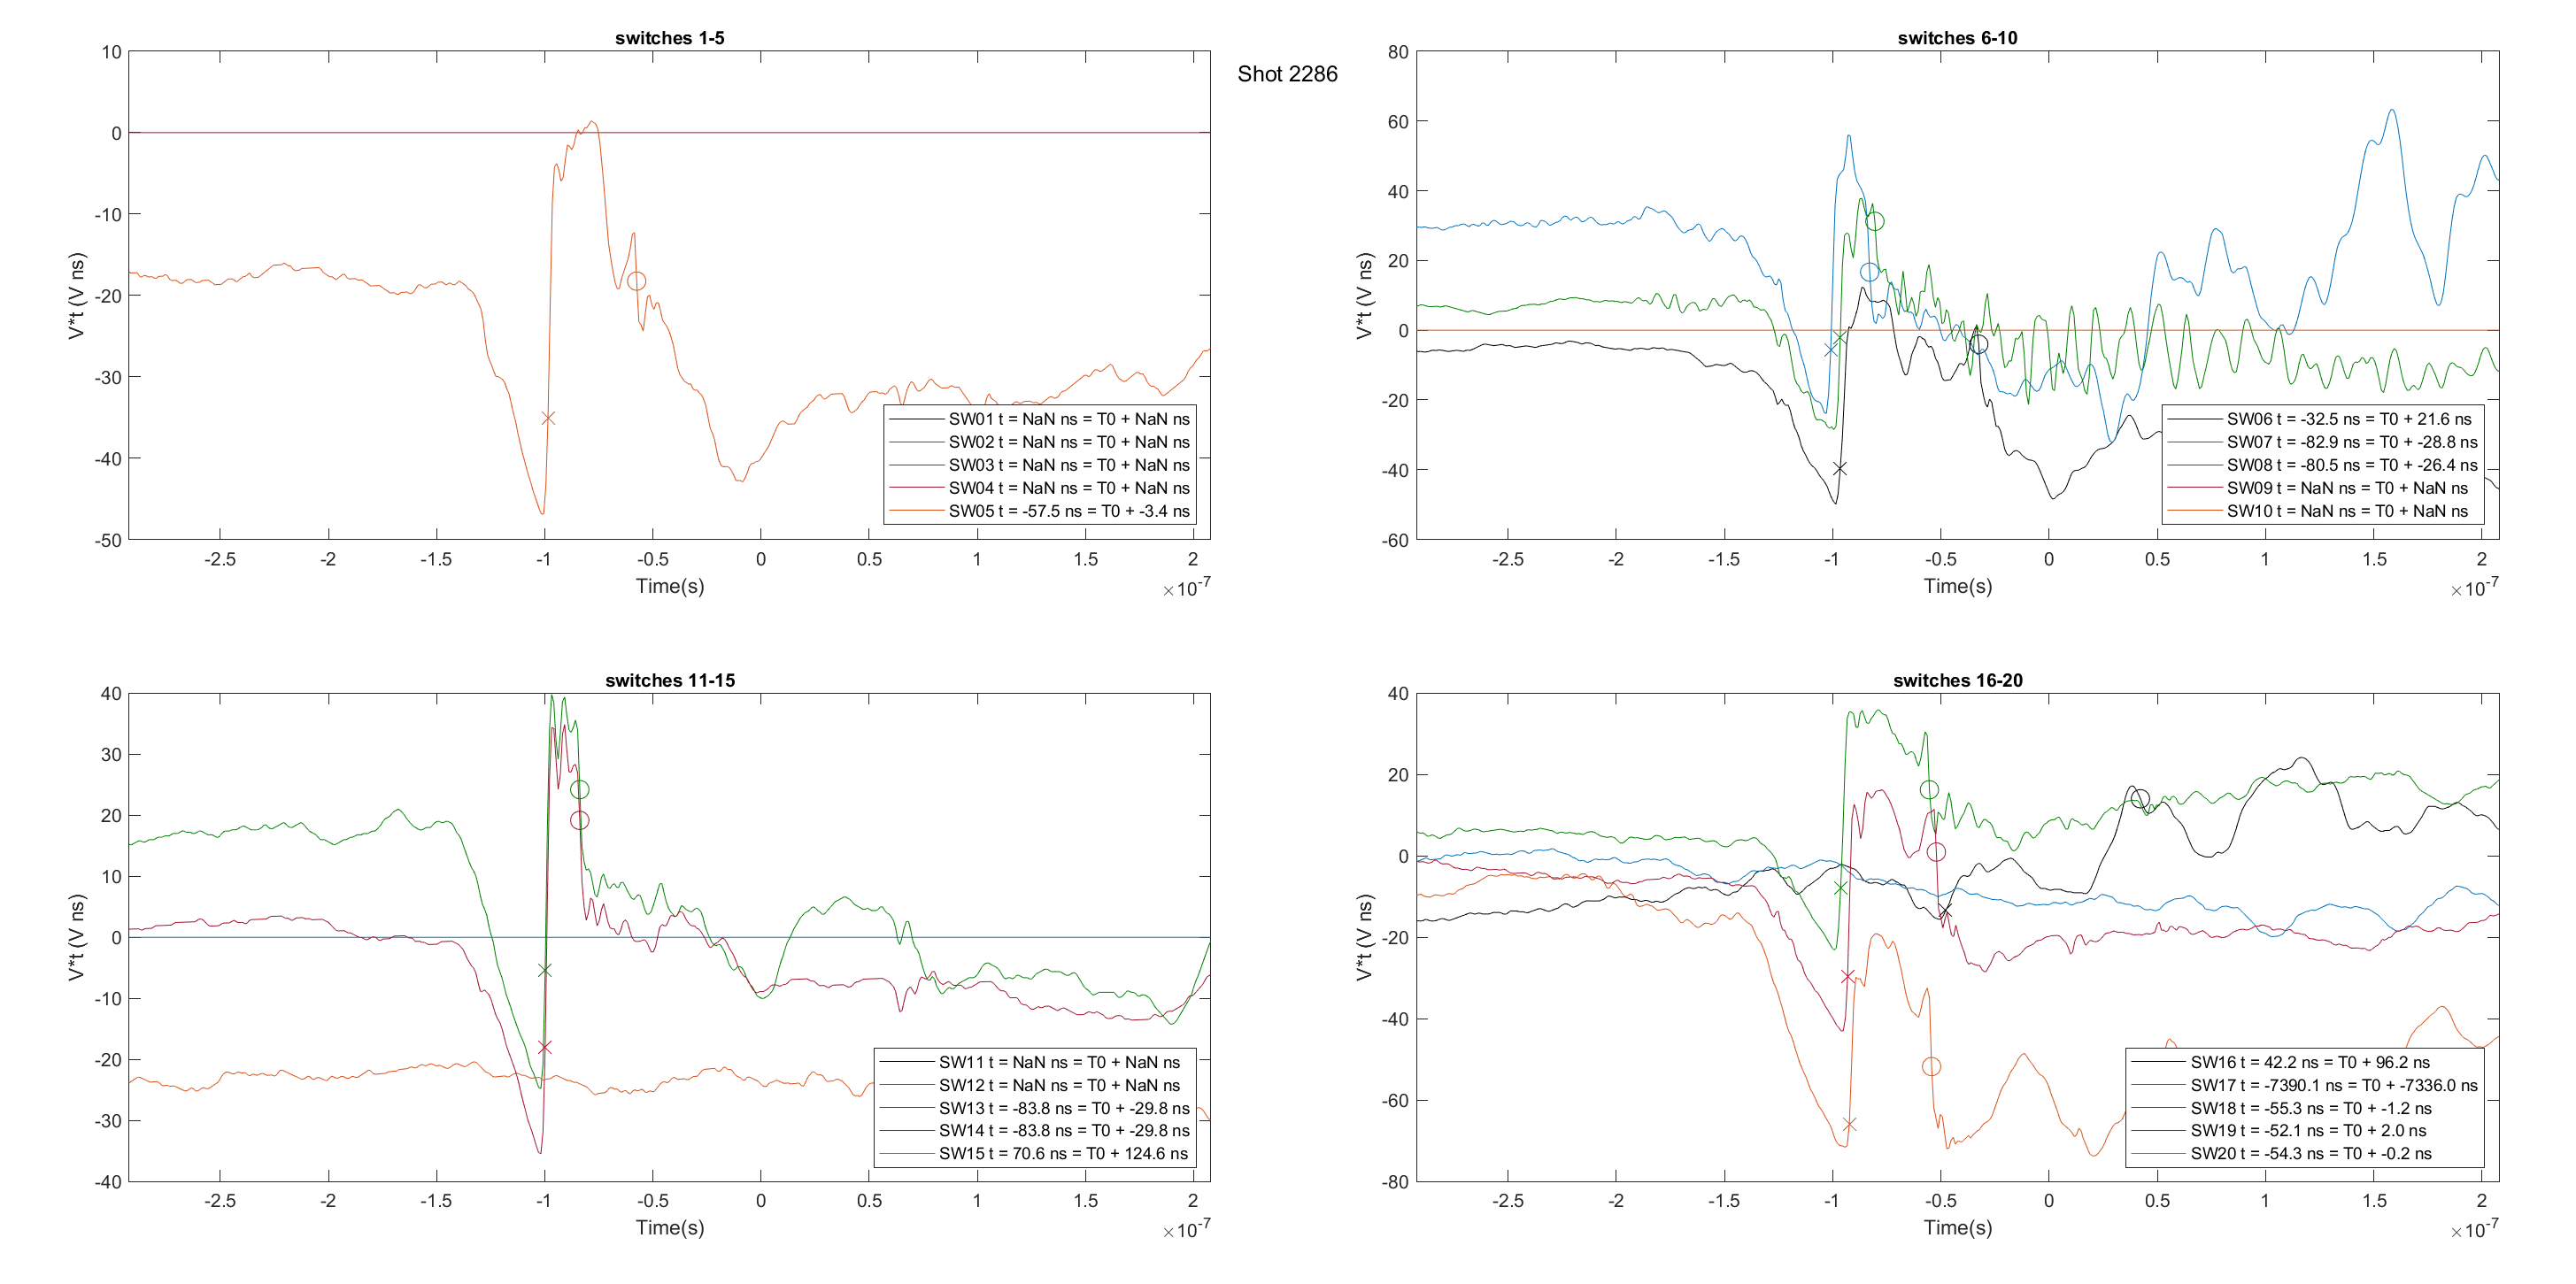 Shot 2286
switches 1-5
10
0
-10
-20
-30
-40
-50
V*t (V ns)
-2.5 -2 -1.5 -1 -0.5 0 0.5 1 1.5 2
Time(s)
×10-7
SW01 t = NaN ns = T0 + NaN ns
SW02 t = NaN ns = T0 + NaN ns
SW03 t = NaN ns = T0 + NaN ns
SW04 t = NaN ns = T0 + NaN ns
SW05 t = -57.5 ns = T0 + -3.4 ns
switches 6-10
80
60
40
20
0
-20
-40
-60
V*t (V ns)
-2.5 -2 -1.5 -1 -0.5 0 0.5 1 1.5 2
Time(s)
×10-7
SW06 t = -32.5 ns = T0 + 21.6 ns
SW07 t = -82.9 ns = T0 + -28.8 ns
SW08 t = -80.5 ns = T0 + -26.4 ns
SW09 t = NaN ns = T0 + NaN ns
SW10 t = NaN ns = T0 + NaN ns
switches 11-15
40
30
20
10
0
-10
-20
-30
-40
V*t (V ns)
-2.5 -2 -1.5 -1 -0.5 0 0.5 1 1.5 2
Time(s)
×10-7
SW11 t = NaN ns = T0 + NaN ns
SW12 t = NaN ns = T0 + NaN ns
SW13 t = -83.8 ns = T0 + -29.8 ns
SW14 t = -83.8 ns = T0 + -29.8 ns
SW15 t = 70.6 ns = T0 + 124.6 ns
switches 16-20
40
20
0
-20
-40
-60
-80
V*t (V ns)
-2.5 -2 -1.5 -1 -0.5 0 0.5 1 1.5 2
Time(s)
×10-7
SW16 t = 42.2 ns = T0 + 96.2 ns
SW17 t = -7390.1 ns = T0 + -7336.0 ns
SW18 t = -55.3 ns = T0 + -1.2 ns
SW19 t = -52.1 ns = T0 + 2.0 ns
SW20 t = -54.3 ns = T0 + -0.2 ns